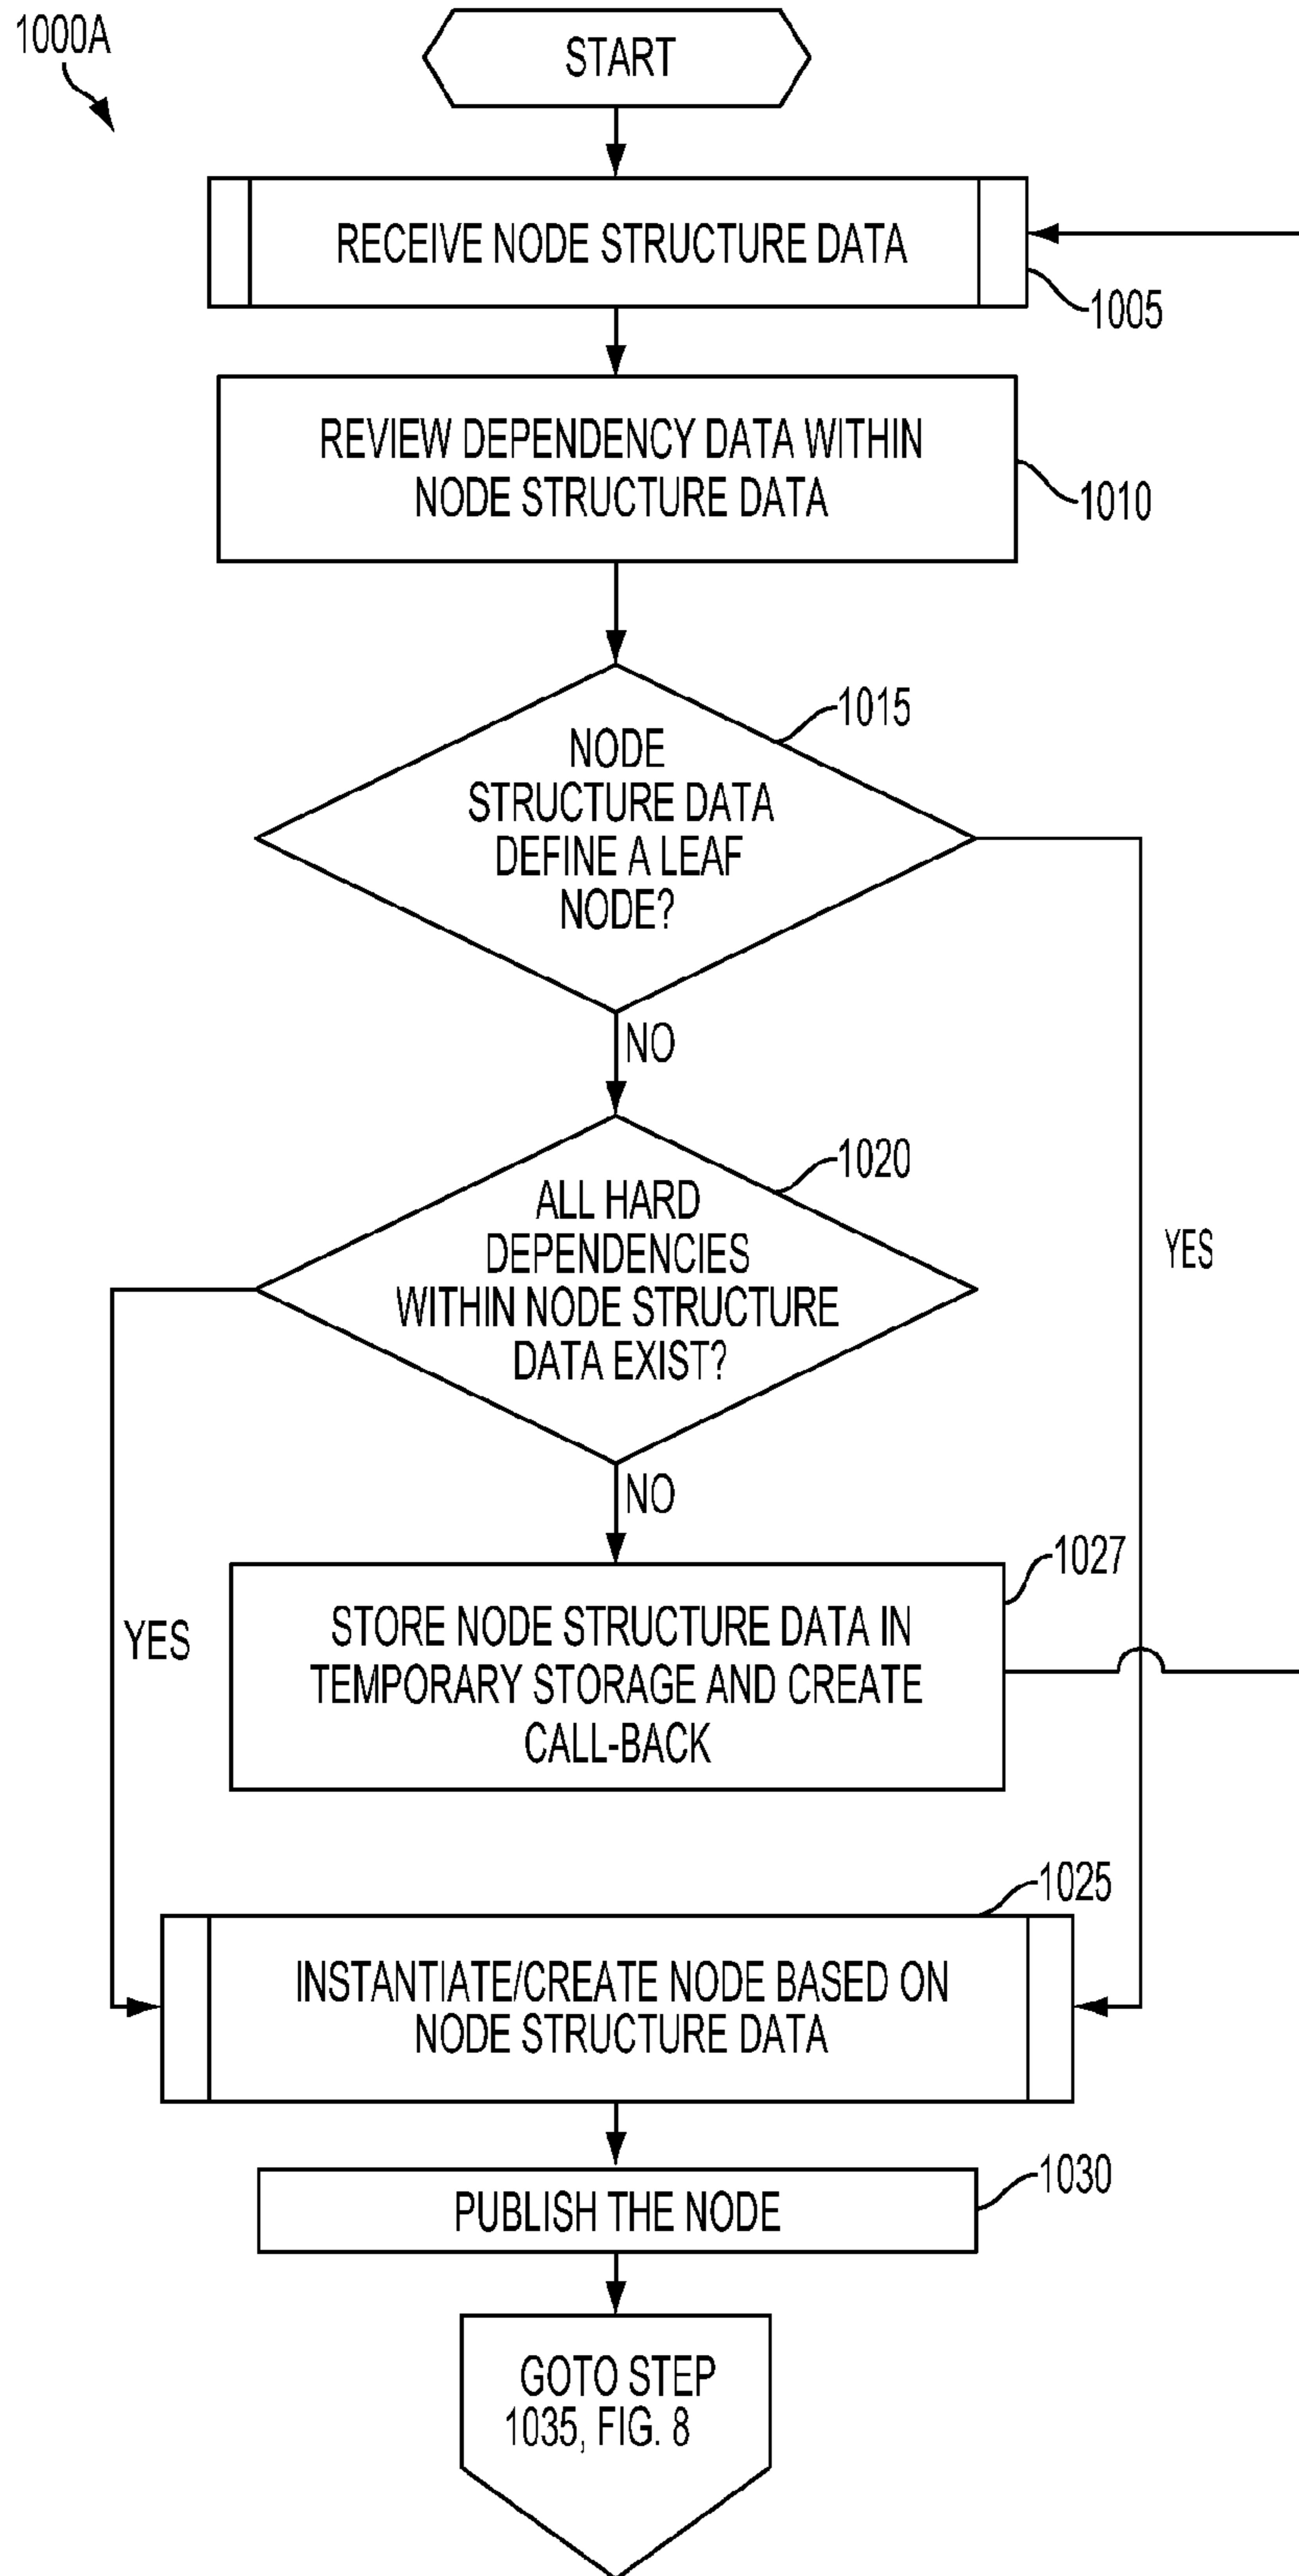 1000A
START
RECEIVE NODE STRUCTURE DATA
1005
REVIEW DEPENDENCY DATA WITHIN
NODE STRUCTURE DATA
1010
1015
NODE
STRUCTURE DATA
DEFINE A LEAF
NODE?
NO
1020
ALL HARD
DEPENDENCIES
WITHIN NODE STRUCTURE
DATA EXIST?
YES
NO
1027
YES
STORE NODE STRUCTURE DATA IN
TEMPORARY STORAGE AND CREATE
CALL-BACK
1025
INSTANTIATE/CREATE NODE BASED ON
NODE STRUCTURE DATA
1030
PUBLISH THE NODE
GOTO STEP
1035, FIG. 8